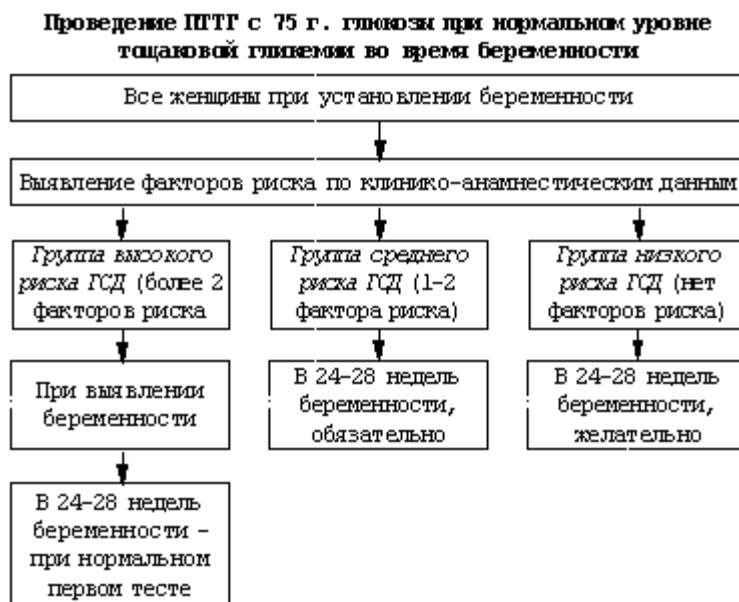 Проведение ПТТГ с 75 г. глюкозы при нормальном уровне
тощаковой гликемии во время беременности
Все женщины при установлении беременности
Выявление факторов риска по клинико-анамнестическим данным
Группа высокого
риска ГСД (более 2
факторов риска
Группа среднего
риска ГСД (1-2
фактора риска)
Группа низкого
риска ГСД (нет
факторов риска)
При выявлении
беременности
В 24-28 недель
беременности,
обязательно
В 24-28 недель
беременности,
желательно
В 24-28 недель
беременности -
при нормальном
первом тесте